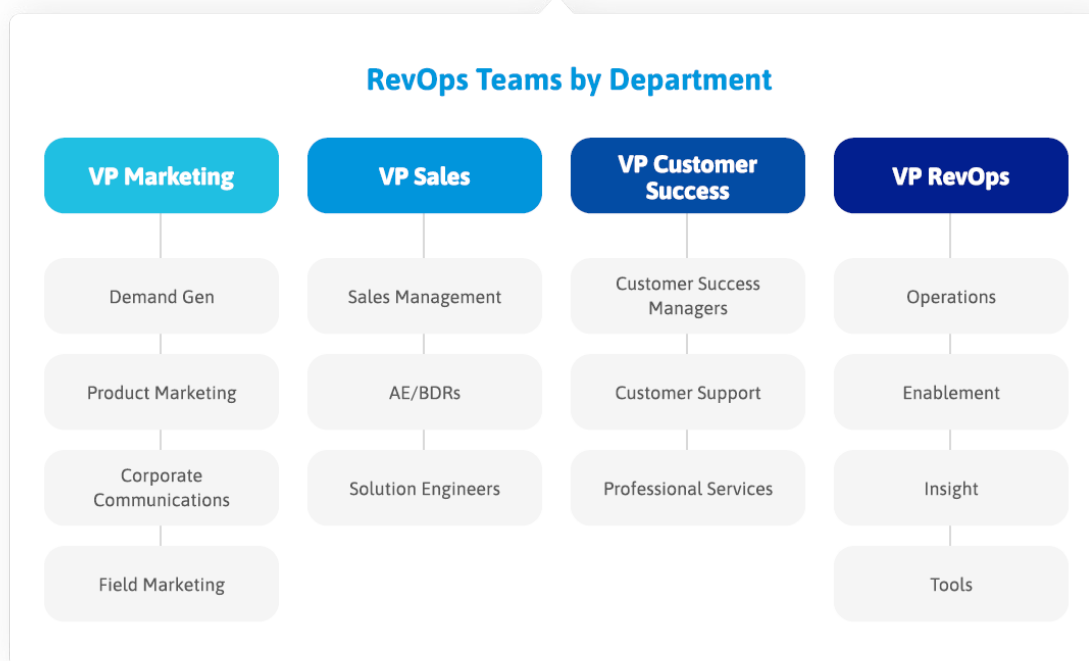 RevOps Teams by Department
VP Marketing
Demand Gen
Product Marketing
Corporate
Communications
Field Marketing
VP Sales
Sales Management
AE/BDRs
Solution Engineers
VP Customer
Success
Customer Success
Managers
Customer Support
Professional Services
VP RevOps
Operations
Enablement
Insight
Tools